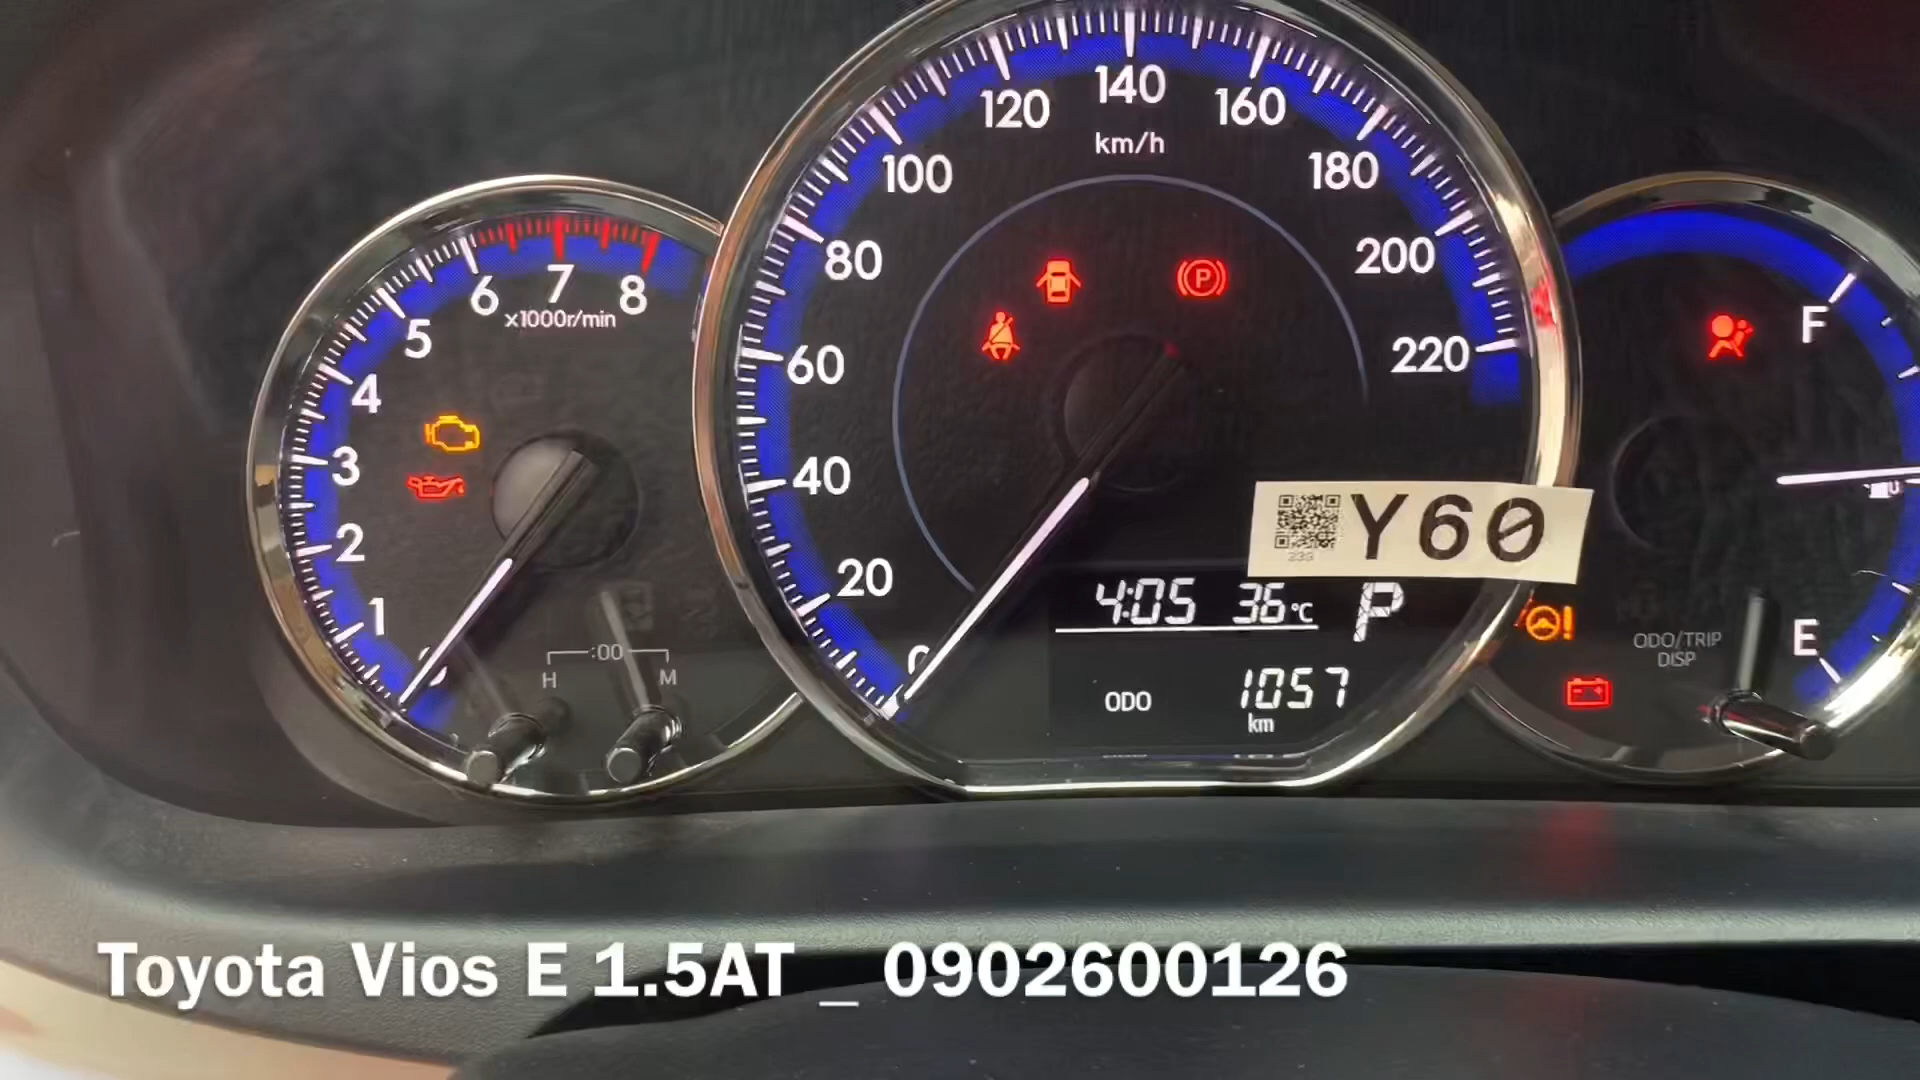 120 140 160
km/h
100 180
80 200
60 220
40
20
0
6 7 8
x1000r/min
5
4
3
2
1
:00
H M
P
Y60
233
4:05 36°C P
ODO 1057
km
F
E
ODO/TRIP
DISP
Toyota Vios E 1.5AT _ 0902600126